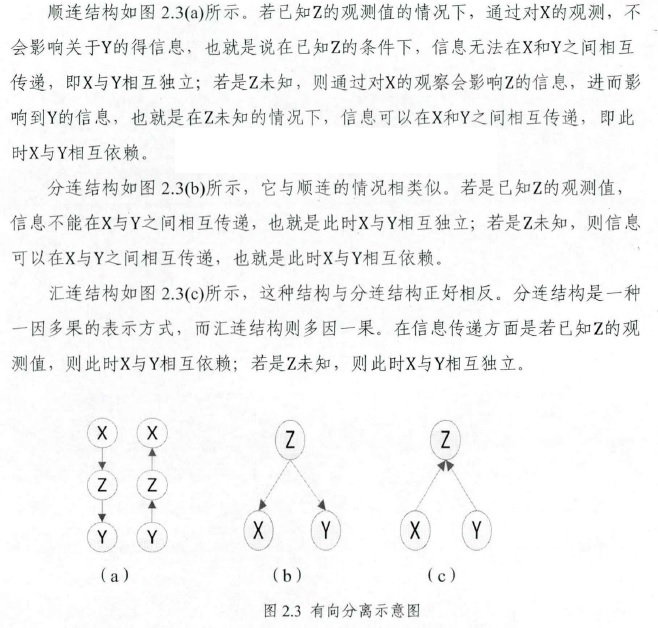 顺连结构如图 2.3(a)所示。若已知Z的观测值的情况下，通过对X的观测，不
会影响关于Y的得信息，也就是说在已知Z的条件下，信息无法在X和Y之间相互
传递，即X与Y相互独立；若是Z未知，则通过对X的观察会影响Z的信息，进而影
响到Y的信息，也就是在Z未知的情况下，信息可以在X和Y之间相互传递，即此
时X与Y相互依赖。
分连结构如图 2.3(b)所示，它与顺连的情况相类似。若是已知Z的观测值，
信息不能在X与Y之间相互传递，也就是此时X与Y相互独立；若是Z未知，则信息
可以在X与Y之间相互传递，也就是此时X与Y相互依赖。
汇连结构如图 2.3(c)所示，这种结构与分连结构正好相反。分连结构是一种
一因多果的表示方式，而汇连结构则多因一果。在信息传递方面是若已知Z的观
测值，则此时X与Y相互依赖；若是Z未知，则此时X与Y相互独立。
X X Z Z
Z Z
Y Y X Y X Y
（a） （b） （c）
图 2.3 有向分离示意图